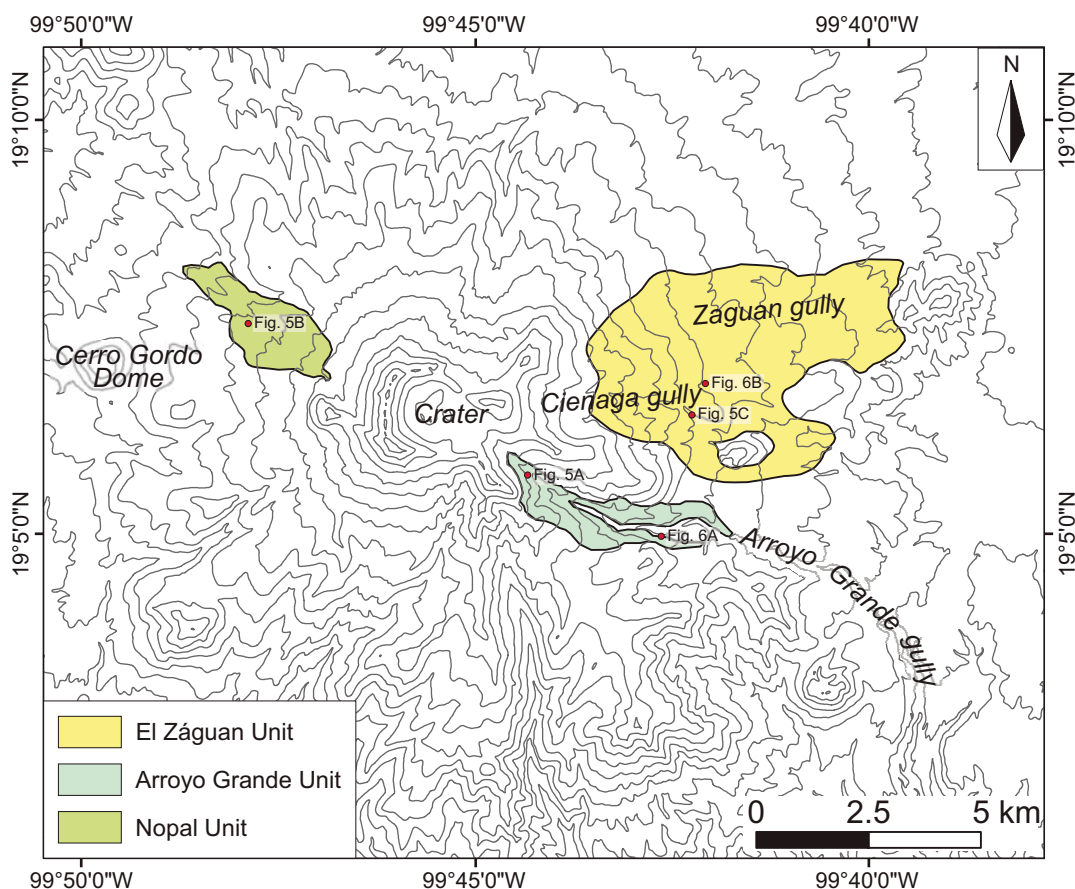 99°50'0"W 99°45'0"W 99°40'0"W
N
19°10'0"N
19°10'0"N
Záguan gully
Fig. 5B
Cerro Gordo
Dome
Fig. 6B
Cienaga gully
Crater
Fig. 5C
Fig. 5A
19°5'0"N
19°5'0"N
Fig. 6A
Arroyo Grande gully
El Záguan Unit
Arroyo Grande Unit
Nopal Unit
0 2.5 5 km
99°50'0"W 99°45'0"W 99°40'0"W